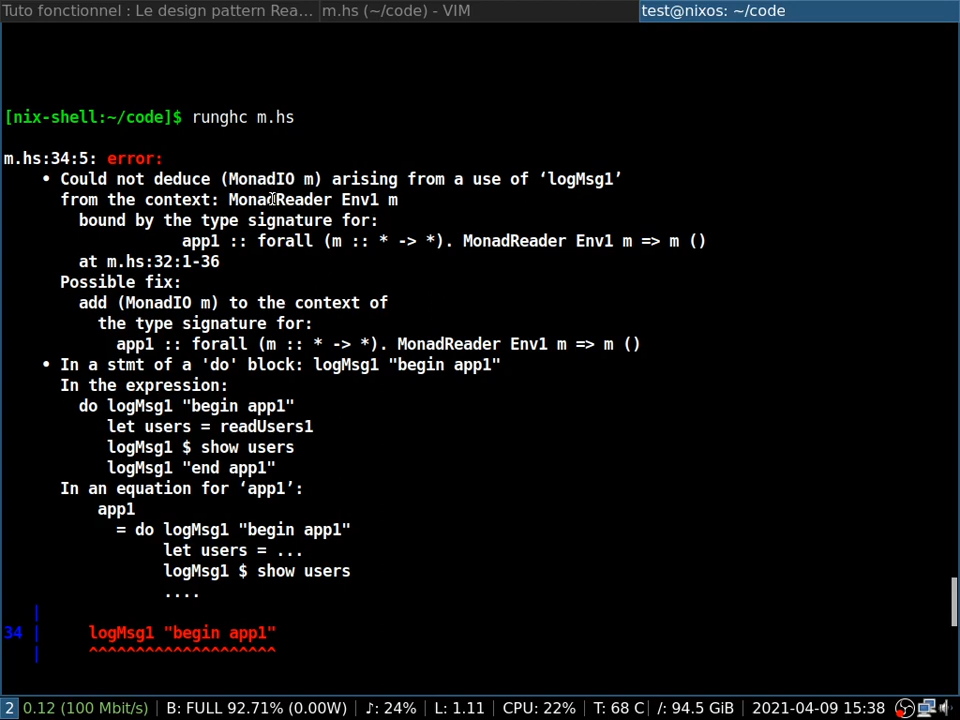 Tuto fonctionnel : Le design pattern Rea... m.hs (~/code) - VIM test@nixos: ~/code
[nix-shell:~/code]$ runghc m.hs
m.hs:34:5: error:
• Could not deduce (MonadIO m) arising from a use of ‘logMsg1’
from the context: MonadReader Env1 m
bound by the type signature for:
app1 :: forall (m :: * -> *). MonadReader Env1 m => m ()
at m.hs:32:1-36
Possible fix:
add (MonadIO m) to the context of
the type signature for:
app1 :: forall (m :: * -> *). MonadReader Env1 m => m ()
• In a stmt of a 'do' block: logMsg1 "begin app1"
In the expression:
do logMsg1 "begin app1"
let users = readUsers1
logMsg1 $ show users
logMsg1 "end app1"
In an equation for ‘app1’:
app1
= do logMsg1 "begin app1"
let users = ...
logMsg1 $ show users
....
|
34 | logMsg1 "begin app1"
| ^^^^^^^^^^^^^^^^^^^^
2 0.12 (100 Mbit/s) B: FULL 92.71% (0.00W) ♪: 24% L: 1.11 CPU: 22% T: 68 C /: 94.5 GiB 2021-04-09 15:38